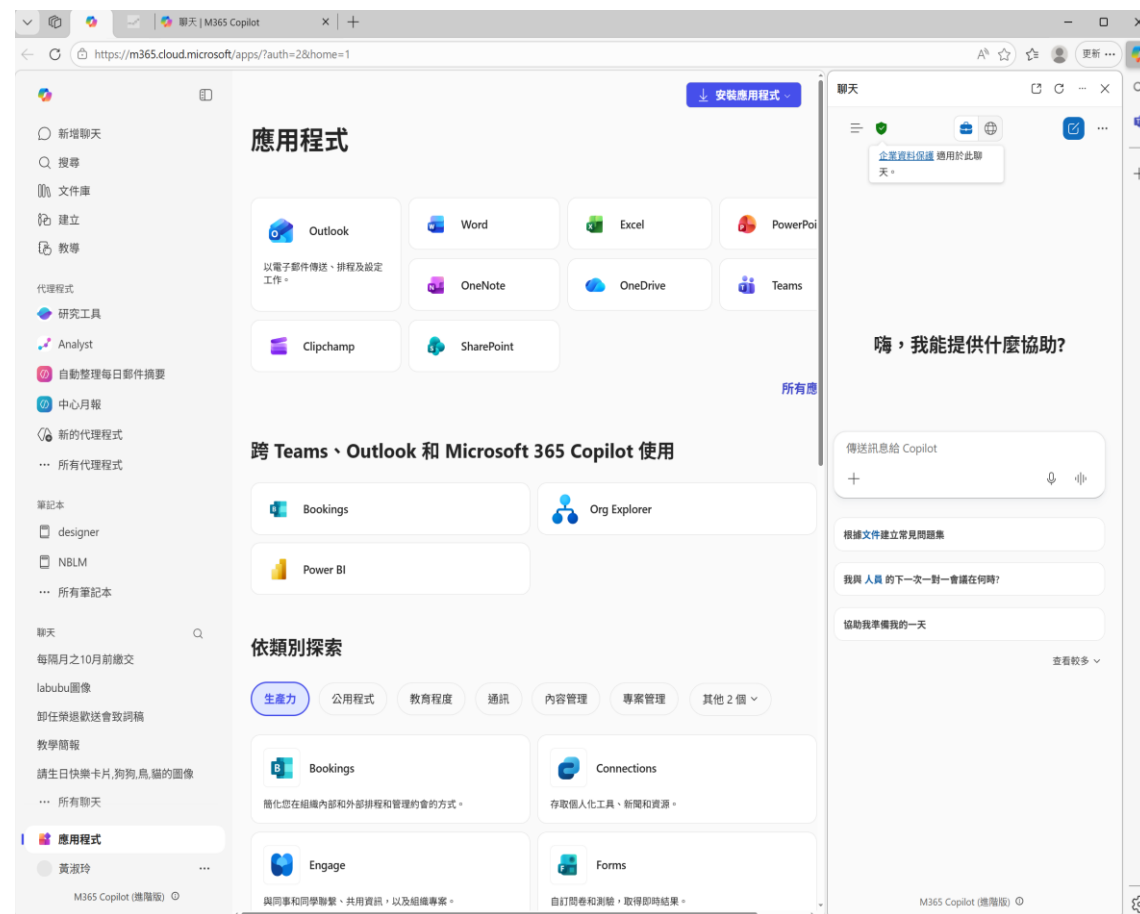 聊天 | M365 Copilot
https://m365.cloud.microsoft/apps/?auth=2&home=1
更新
新增聊天
搜尋
文件庫
建立
教導
代理程式
研究工具
Analyst
自動整理每日郵件摘要
中心月報
新的代理程式
所有代理程式
筆記本
designer
NBLM
所有筆記本
聊天
每隔月之10月前繳交
labubu圖像
卸任榮退歡送會致詞稿
教學簡報
請生日快樂卡片,狗狗,鳥,貓的圖像
所有聊天
應用程式
黃淑玲
M365 Copilot (進階版)
安裝應用程式
應用程式
Outlook
以電子郵件傳送、排程及設定
工作。
Word
Excel
PowerPoi
OneNote
OneDrive
Teams
Clipchamp
SharePoint
所有應
跨 Teams、Outlook 和 Microsoft 365 Copilot 使用
Bookings
Org Explorer
Power BI
依類別探索
生產力
公用程式
教育程度
通訊
內容管理
專案管理
其他 2 個
Bookings
簡化您在組織內部和外部排程和管理約會的方式。
Connections
存取個人化工具、新聞和資源。
Engage
與同事和同學聯繫、共用資訊，以及組織專案。
Forms
自訂問卷和測驗，取得即時結果。
聊天
企業資料保護 適用於此聊
天。
嗨，我能提供什麼協助?
傳送訊息給 Copilot
根據文件建立常見問題集
我與 人員 的下一次一對一會議在何時?
協助我準備我的一天
查看較多
M365 Copilot (進階版)